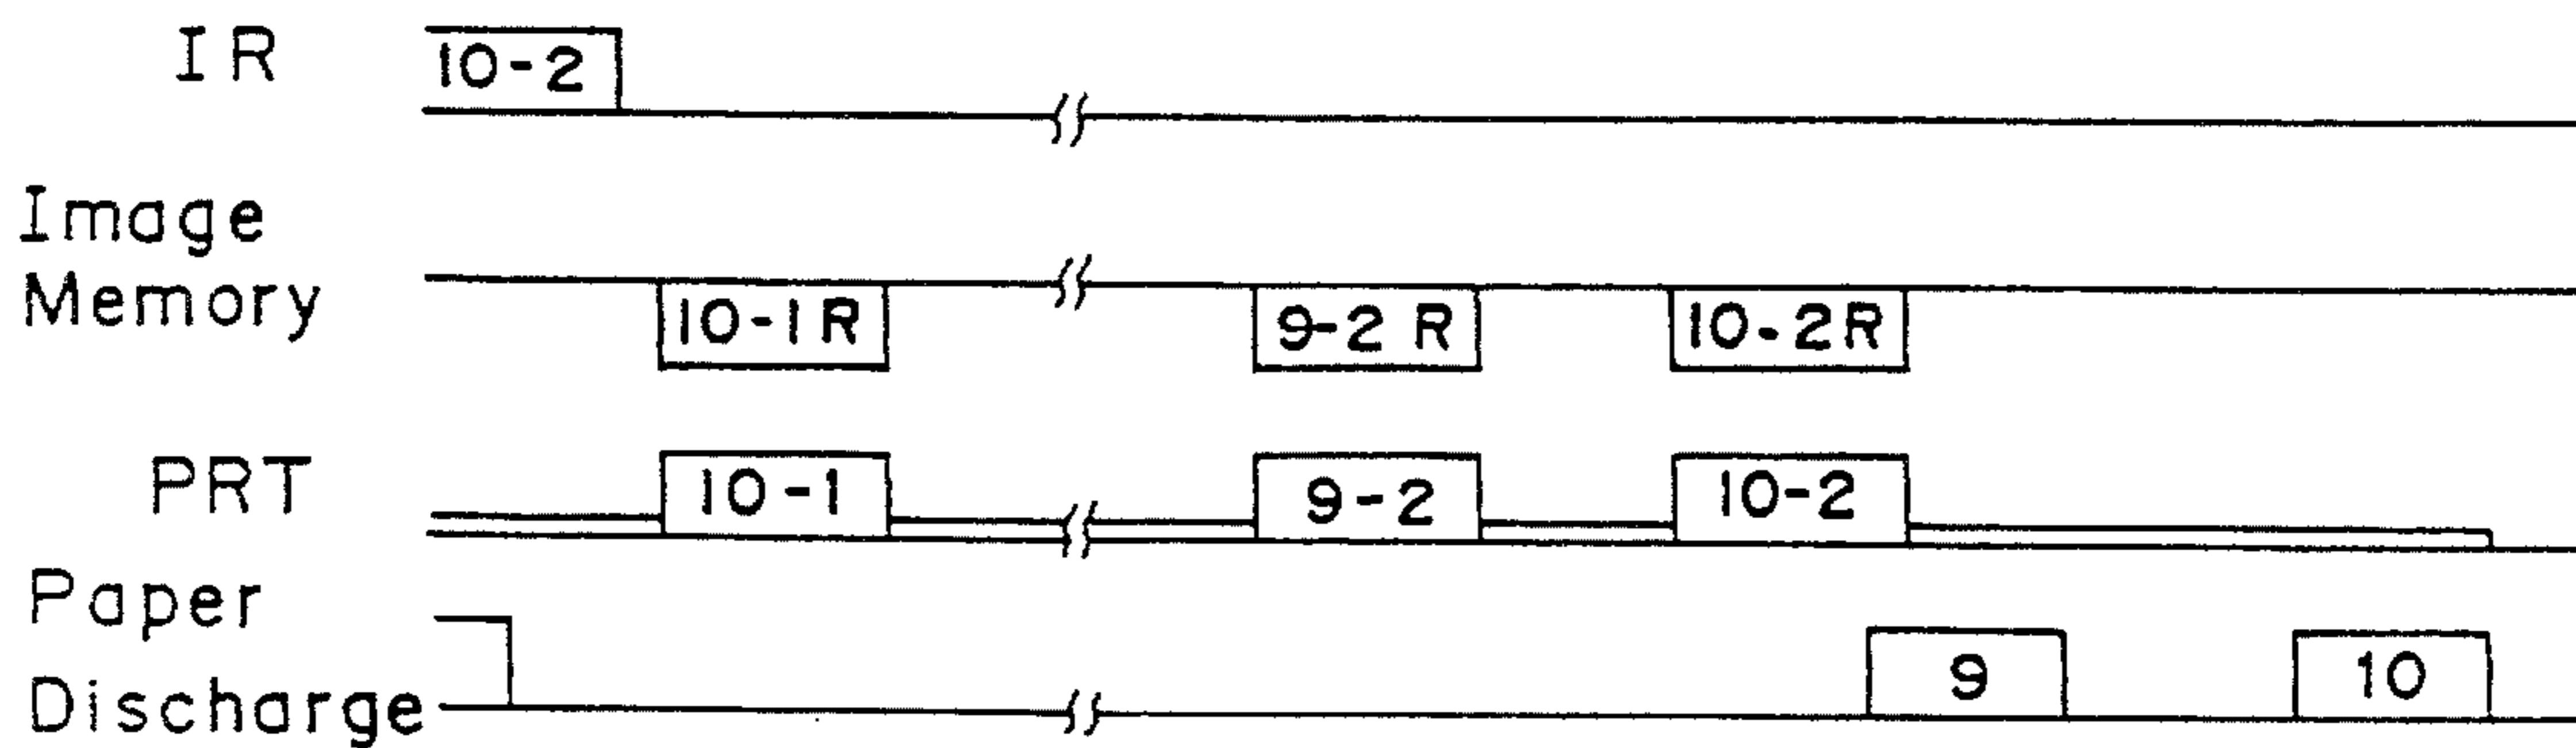 IR 10-2
Image
Memory 10-1R 9-2 R 10-2R
PRT 10-1 9-2 10-2
Paper
Discharge 9 10